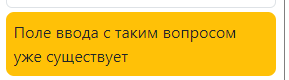 Поле ввода с таким вопросом
уже существует